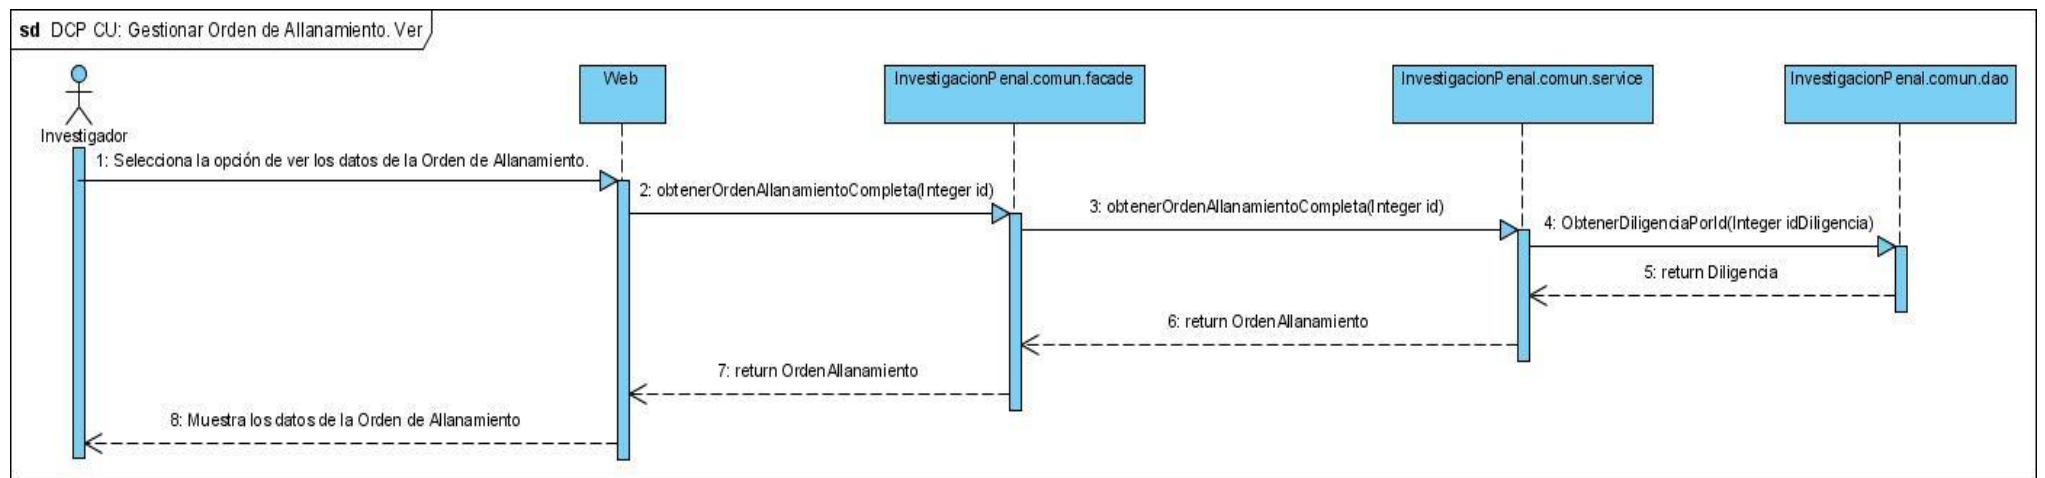 sd DCP CU: Gestionar Orden de Allanamiento. Ver
Investigador
Web
InvestigacionPenal.comun.facade
InvestigacionPenal.comun.service
InvestigacionPenal.comun.dao
1: Selecciona la opción de ver los datos de la Orden de Allanamiento.
2: obtenerOrdenAllanamientoCompleta(Integer id)
3: obtenerOrdenAllanamientoCompleta(Integer id)
4: ObtenerDiligenciaPorId(Integer idDiligencia)
5: return Diligencia
6: return OrdenAllanamiento
7: return OrdenAllanamiento
8: Muestra los datos de la Orden de Allanamiento